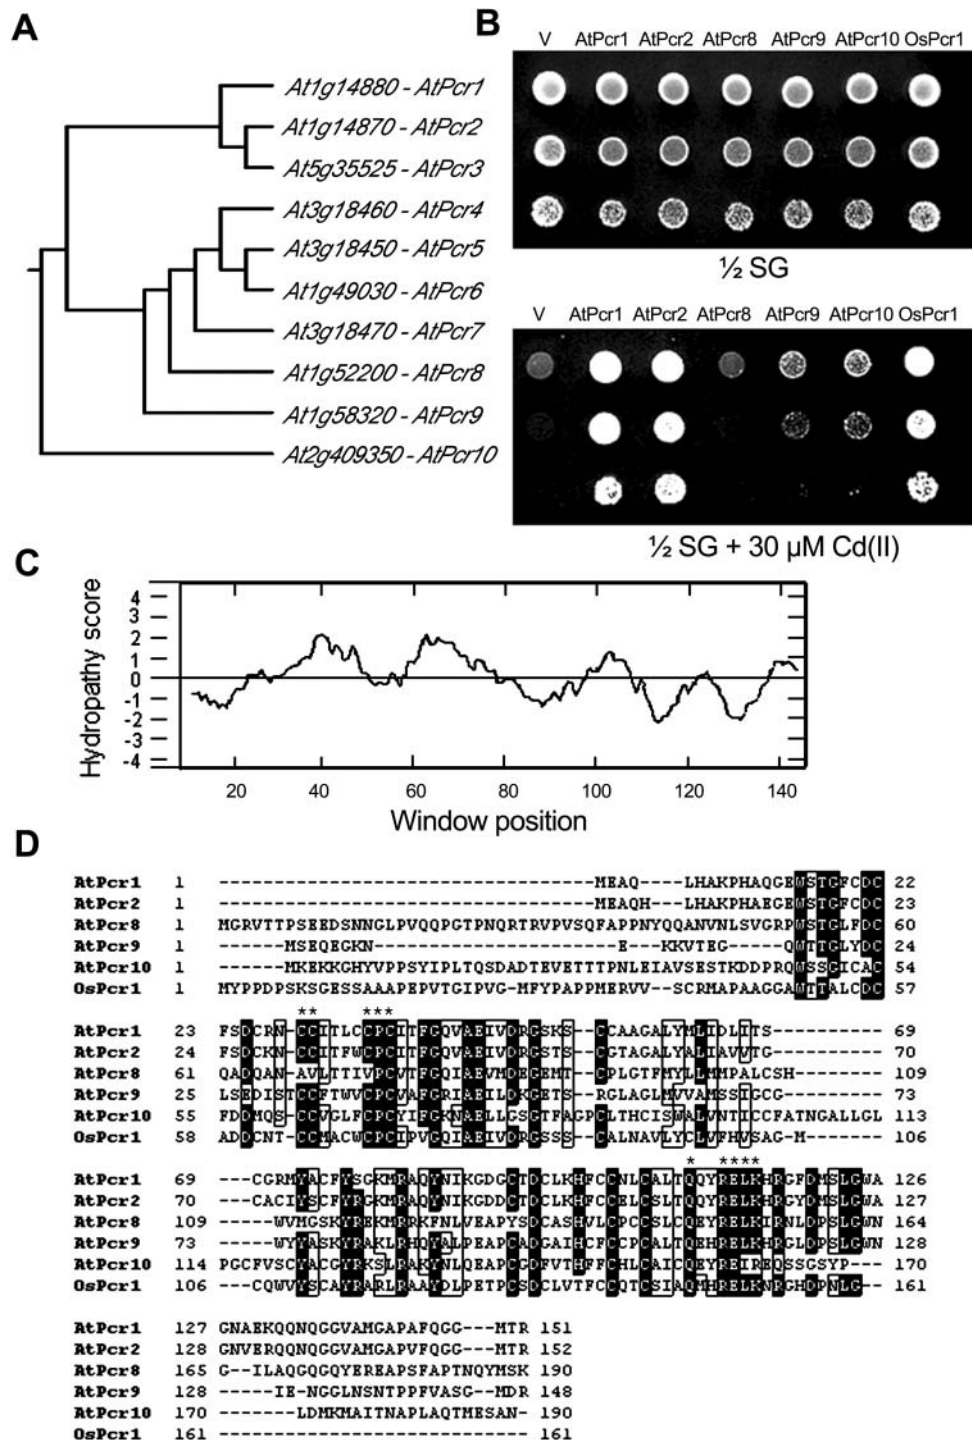 A
At1g14880 - AtPcr1
At1g14870 - AtPcr2
At5g35525 - AtPcr3
At3g18460 - AtPcr4
At3g18450 - AtPcr5
At1g49030 - AtPcr6
At3g18470 - AtPcr7
At1g52200 - AtPcr8
At1g58320 - AtPcr9
At2g409350 - AtPcr10
B
V AtPcr1 AtPcr2 AtPcr8 AtPcr9 AtPcr10 OsPcr1
½ SG
V AtPcr1 AtPcr2 AtPcr8 AtPcr9 AtPcr10 OsPcr1
½ SG + 30 µM Cd(II)
C
Hydropathy score
4
3
2
1
0
-1
-2
-3
-4
20 40 60 80 100 120 140
Window position
D
AtPcr1 1 ------------------------------------MEAQ----LHAKPHAQGEWSTGFCDC 22
AtPcr2 1 ------------------------------------MEAQH---LHAKPHAEGEWSTGFCDC 23
AtPcr8 1 MGRVTTPSEEDSNNGLPVQQPGTPNQRTRVPVSQFAPPNYQQANVNLSVGRPWSTGLFDC 60
AtPcr9 1 ------MSEQEGKN-----------------------E---KKVTEG----QWTTGLYDC 24
AtPcr10 1 ------MKEKKGHYVPPSYIPLTQSDADTEVETTTPNLEIAVSESTKDDPRQWSSGICAC 54
OsPcr1 1 MYPPDPSKSGESSAAAPEPVTGIPVG-MFYPAPPMERVV--SCRMAPAAGGAWTTALCDC 57
** ***
AtPcr1 23 FSDCRN-CCITLCCPCITFGQVAEIVDRGSKS-CCAAGALYMLIDLITS----------- 69
AtPcr2 24 FSDCKN-CCITFWCPCITFGQVAEIVDRGSTS-CGTAGALYALIAVVTG----------- 70
AtPcr8 61 QADQAN-AVLTTIVPCVTFGQIAEVMDEGEMT-CPLGTFMYLLMMPALCSH--------- 109
AtPcr9 25 LSEDISTCCFTWVCPCVAFGRIAEILDKGETS-RGLAGLMVVAMSSIGCG---------- 73
AtPcr10 55 FDDMQS-CCVGLFCPCYIFGKNAELLGSGTFAGPCLTHCISWALVNTICCFATNGALLGL 113
OsPcr1 58 ADDCNT-CCMACWCPCIPVGQIAEIVDRGSSS-CALNAVLYCLVFHVSAG-M-------- 106
* ****
AtPcr1 69 ---CGRMYACFYSGKMRAQYNIKGDGCTDCLKHFCCNLCALTQQYRELKHRGFDMSLGWA 126
AtPcr2 70 ---CACIYSCFYRGKMRAQYNIKGDDCTDCLKHFCCELCSLTQQYRELKHRGYDMSLGWA 127
AtPcr8 109 -----WVMGSKYREKMRRKFNLVEAPYSDCASHVLCPCCSLCQEYRELKIRNLDPSLGWN 164
AtPcr9 73 -----WYYASKYRAKLRHQYALPEAPCADGAIHCFCCPCALTQEHRELKHRGLDPSLGWN 128
AtPcr10 114 PGCFVSCYACGYRKSLRAKYNLQEAPCGDFVTHFFCHLCAICQEYREIREQSSGSYP--- 170
OsPcr1 106 ---CQWVYSCAYRARLRAAYDLPETPCSDCLVTFCCQTCSIAQMHRELKNRGHDPNLG-- 161
AtPcr1 127 GNAEKQQNQGGVAMGAPAFQGG---MTR 151
AtPcr2 128 GNVERQQNQGGVAMGAPVFQGG---MTR 152
AtPcr8 165 G--ILAQGQGQYEREAPSFAPTNQYMSK 190
AtPcr9 128 -----IE-NGGLNSNTPPFVASG--MDR 148
AtPcr10 170 -------LDMKMAITNAPLAQTMESAN- 190
OsPcr1 161 ---------------------------- 161